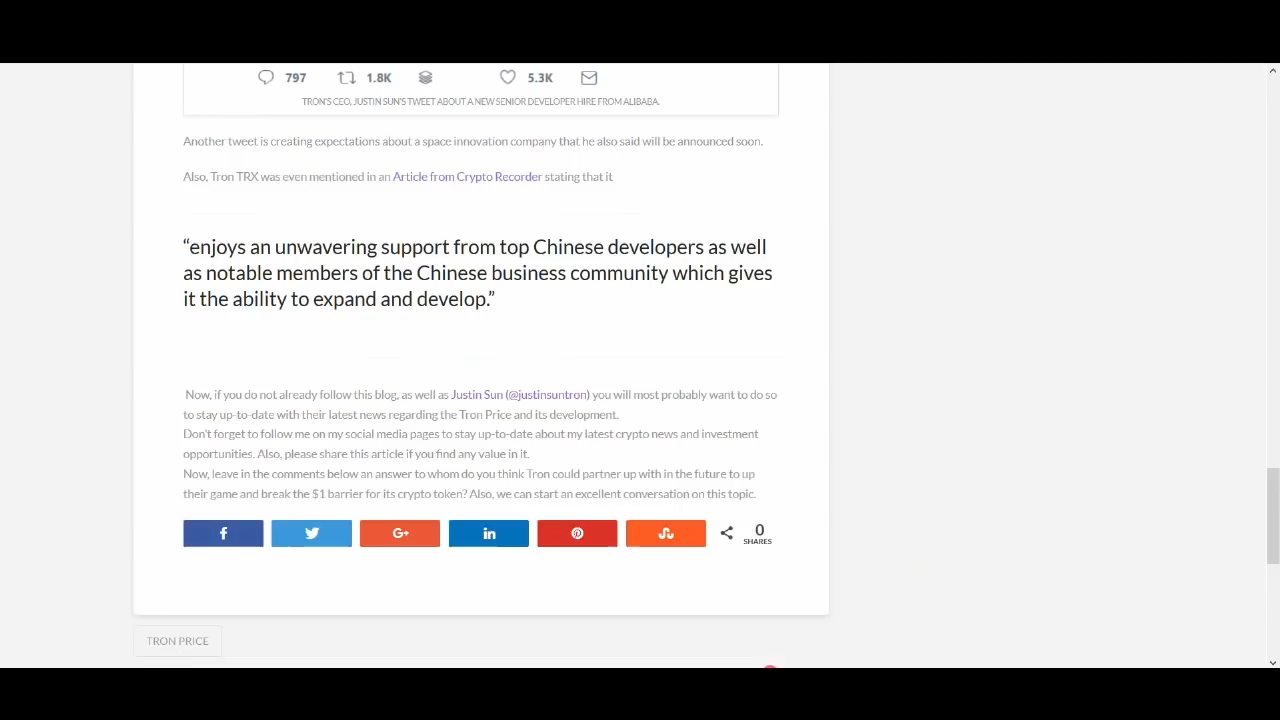 797 1.8K 5.3K
TRON'S CEO, JUSTIN SUN'S TWEET ABOUT A NEW SENIOR DEVELOPER HIRE FROM ALIBABA.
Another tweet is creating expectations about a space innovation company that he also said will be announced soon.
Also, Tron TRX was even mentioned in an Article from Crypto Recorder stating that it
“enjoys an unwavering support from top Chinese developers as well
as notable members of the Chinese business community which gives
it the ability to expand and develop.”
Now, if you do not already follow this blog, as well as Justin Sun (@justinsuntron) you will most probably want to do so
to stay up-to-date with their latest news regarding the Tron Price and its development.
Don't forget to follow me on my social media pages to stay up-to-date about my latest crypto news and investment
opportunities. Also, please share this article if you find any value in it.
Now, leave in the comments below an answer to whom do you think Tron could partner up with in the future to up
their game and break the $1 barrier for its crypto token? Also, we can start an excellent conversation on this topic.
0
SHARES
TRON PRICE